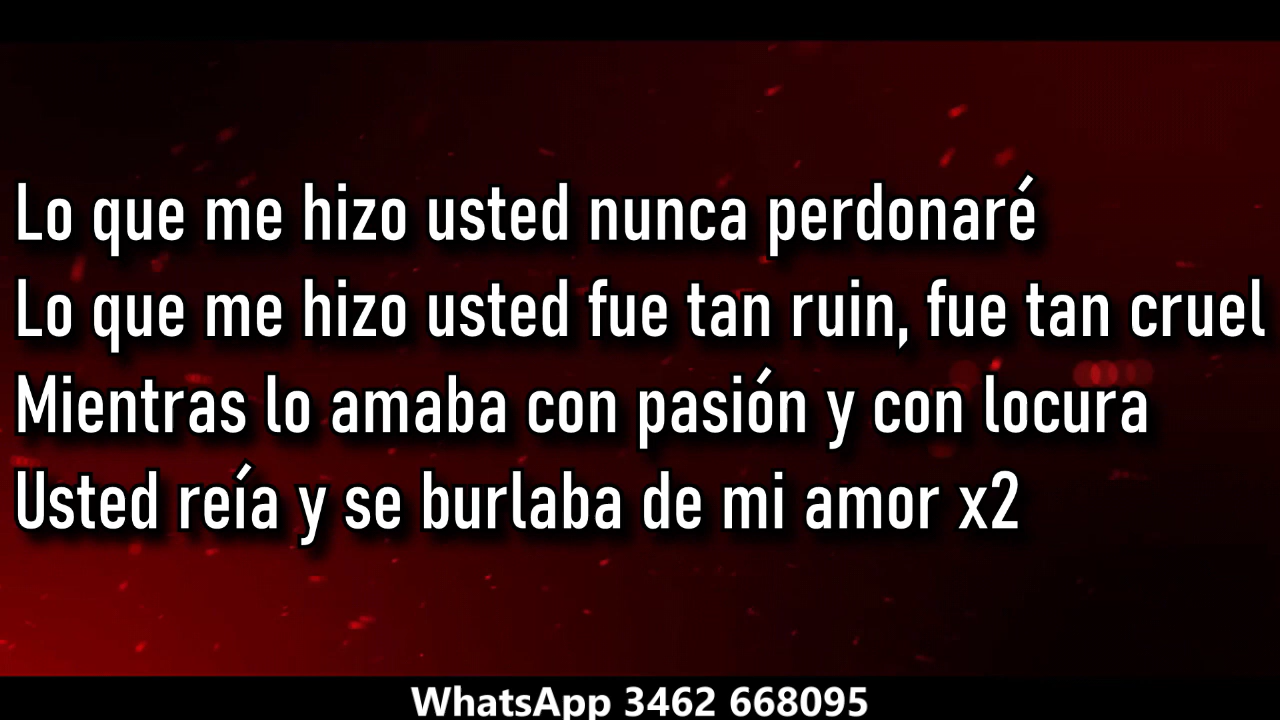 Lo que me hizo usted nunca perdonaré
Lo que me hizo usted fue tan ruin, fue tan cruel
Mientras lo amaba con pasión y con locura
Usted reía y se burlaba de mi amor x2
WhatsApp 3462 668095